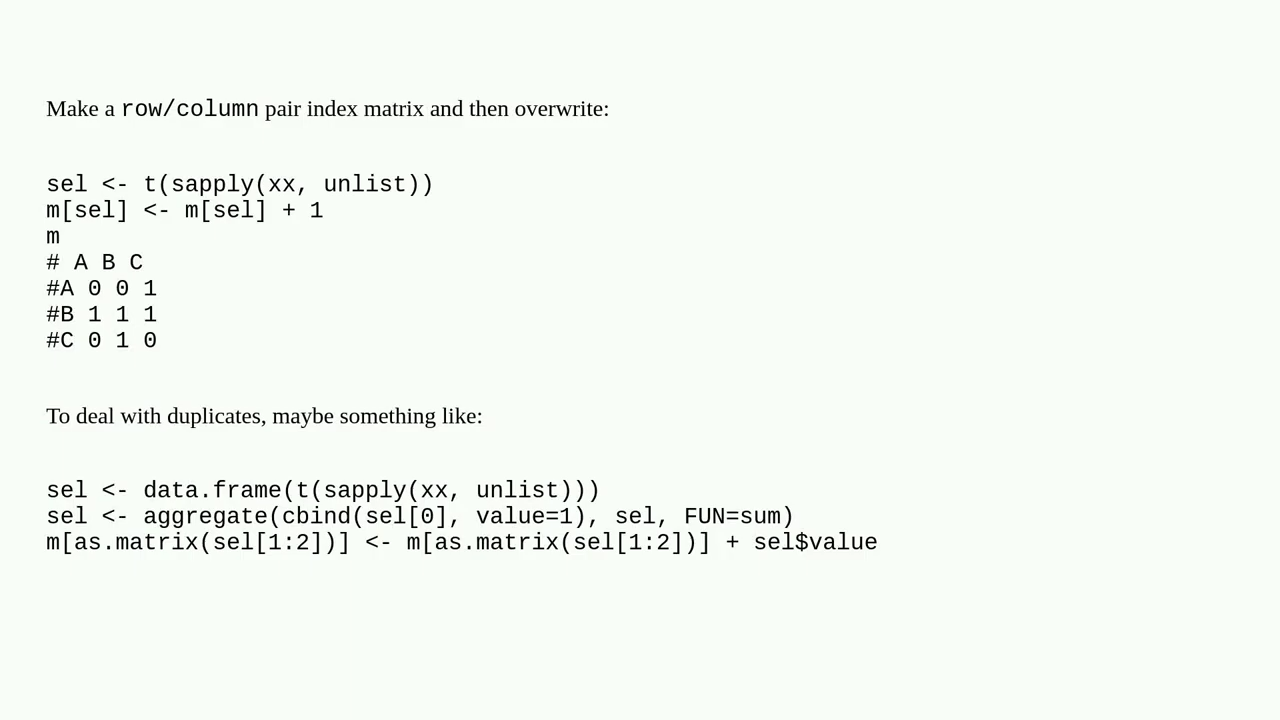 Make a row/column pair index matrix and then overwrite:
sel <- t(sapply(xx, unlist))
m[sel] <- m[sel] + 1
m
# A B C
#A 0 0 1
#B 1 1 1
#C 0 1 0
To deal with duplicates, maybe something like:
sel <- data.frame(t(sapply(xx, unlist)))
sel <- aggregate(cbind(sel[0], value=1), sel, FUN=sum)
m[as.matrix(sel[1:2])] <- m[as.matrix(sel[1:2])] + sel$value